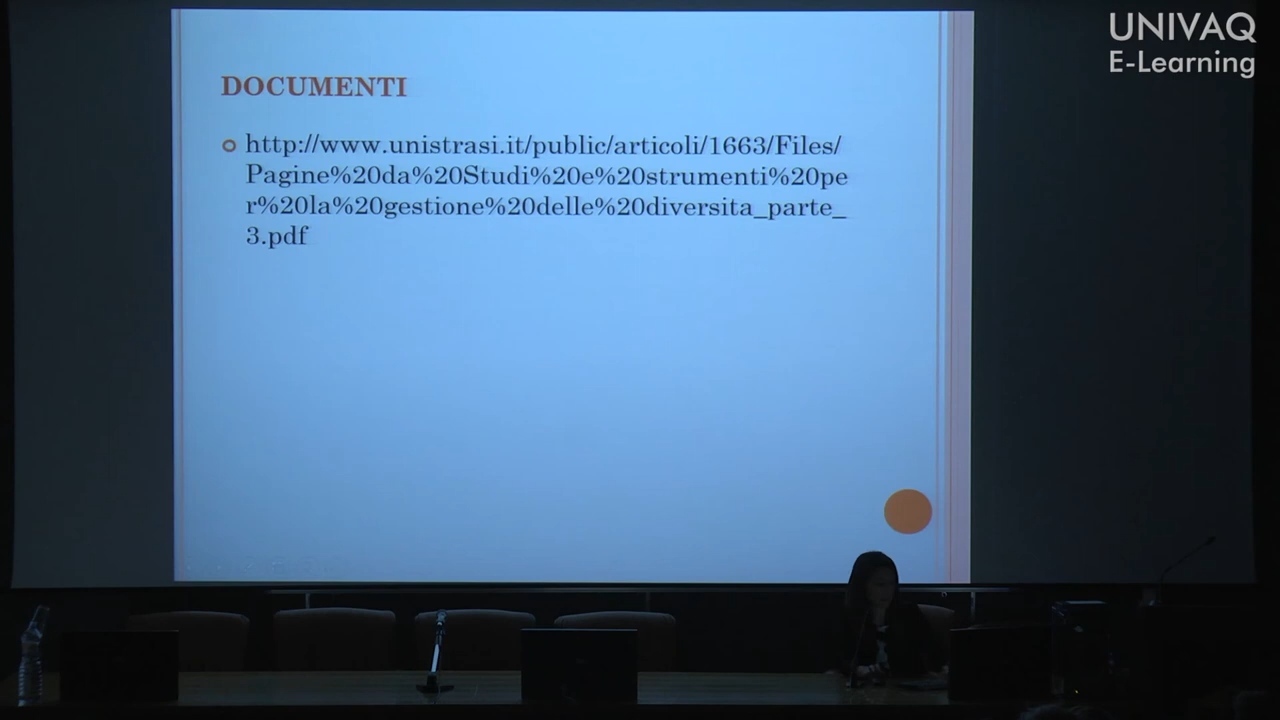 UNIVAQ
E-Learning
DOCUMENTI
http://www.unistrasi.it/public/articoli/1663/Files/
Pagine%20da%20Studi%20e%20strumenti%20pe
r%20la%20gestione%20delle%20diversita_parte_
3.pdf